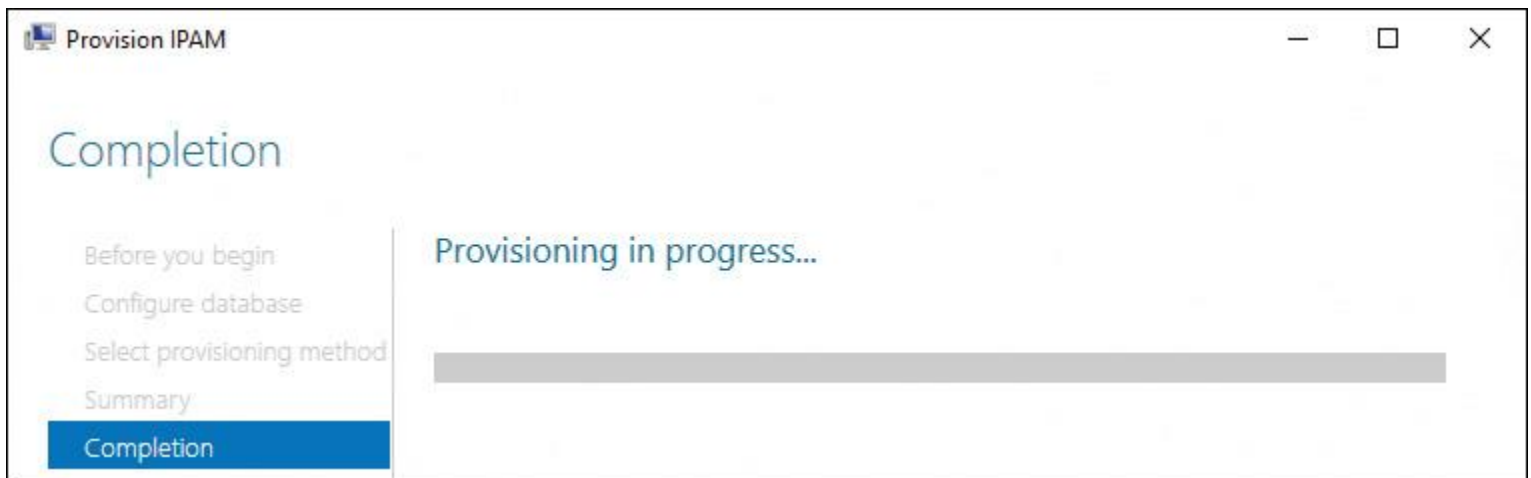 Provision IPAM
Completion
Before you begin
Configure database
Select provisioning method
Summary
Completion
Provisioning in progress...